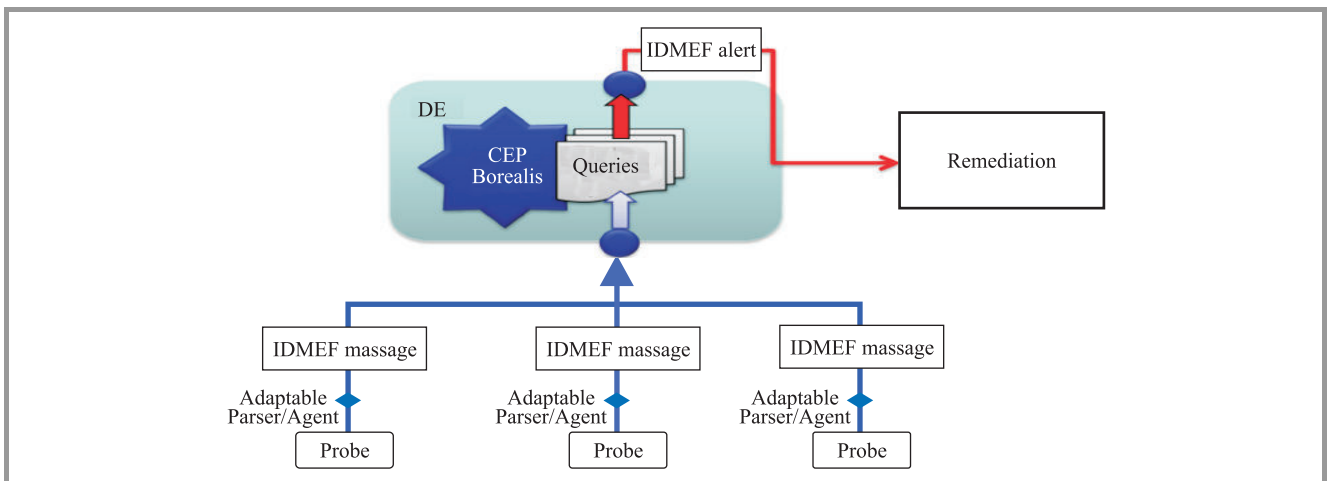 IDMEF alert
DE
CEP
Borealis
Queries
Remediation
IDMEF massage
IDMEF massage
IDMEF massage
Adaptable
Parser/Agent
Adaptable
Parser/Agent
Adaptable
Parser/Agent
Probe
Probe
Probe